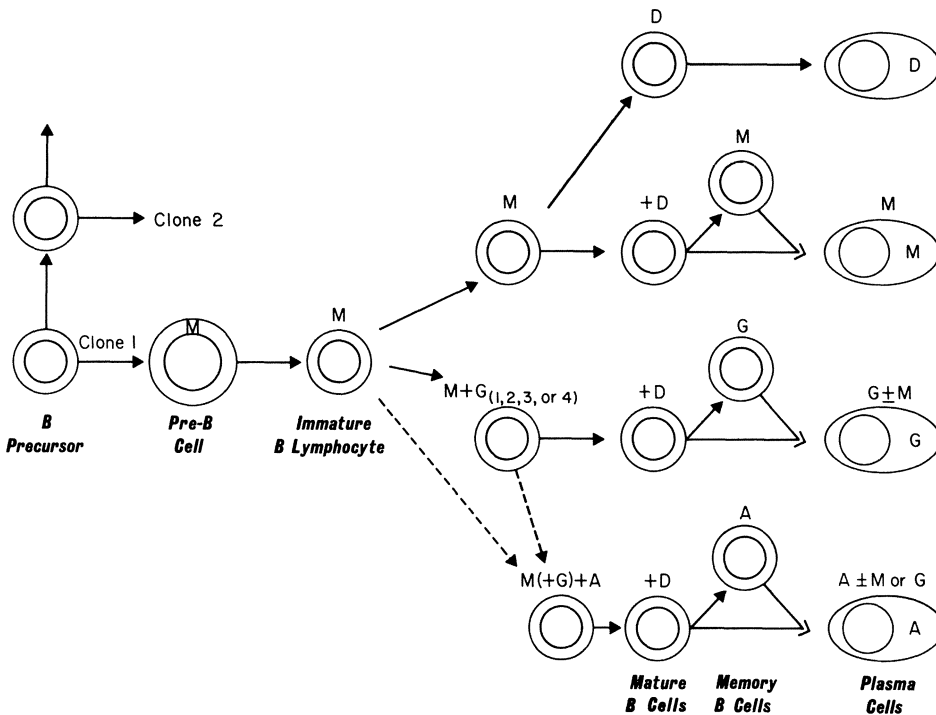 D
D
M
+D
M
M
M
Clone 2
Clone 1
M
M
B
Precursor
Pre-B
Cell
Immature
B Lymphocyte
M+G(1,2,3, or 4)
+D
G
G±M
G
M(+G)+A
+D
A
A ±M or G
A
Mature
B Cells
Memory
B Cells
Plasma
Cells